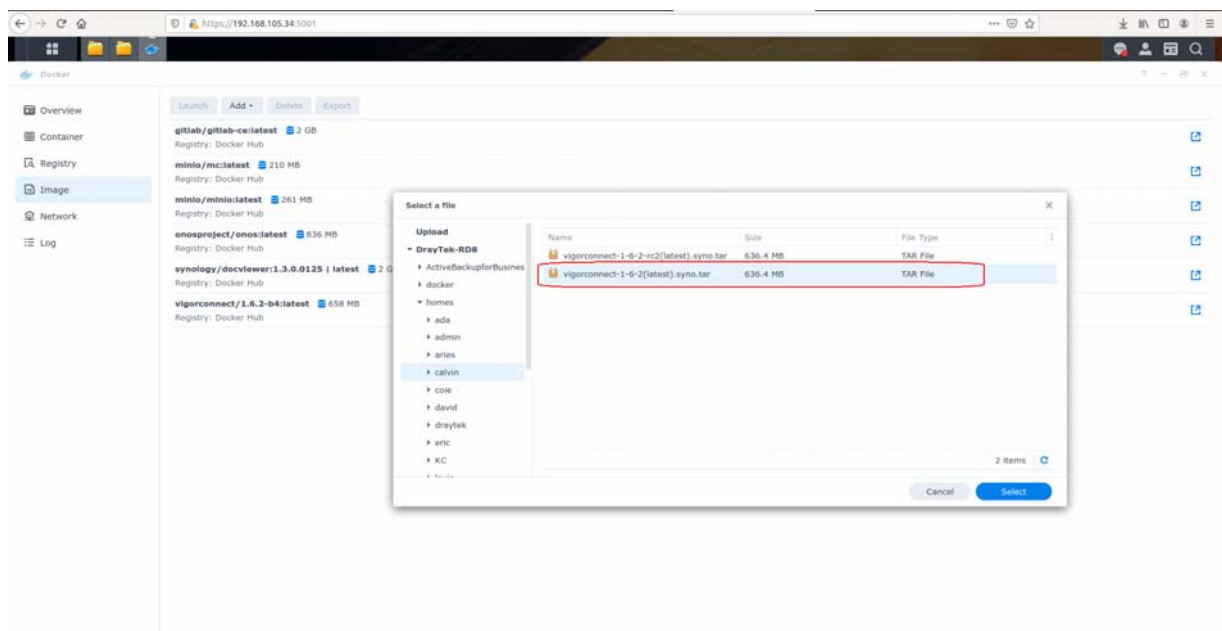 https://192.168.105.34:5001
Docker
Overview
Container
Registry
Image
Network
Log
Launch Add Delete Export
gitlab/gitlab-ce:latest 2 GB
Registry: Docker Hub
minio/mc:latest 210 MB
Registry: Docker Hub
minio/minio:latest 261 MB
Registry: Docker Hub
onosproject/onos:latest 836 MB
Registry: Docker Hub
synology/docviewer:1.3.0.0125 | latest 2 G
Registry: Docker Hub
vigorconnect/1.6.2-b4:latest 658 MB
Registry: Docker Hub
Select a file
Upload
DrayTek-RD8
ActiveBackupforBusines
docker
homes
ada
admin
aries
calvin
coie
david
draytek
eric
KC
Name Size File Type
vigorconnect-1-6-2-rc2(latest).syno.tar 636.4 MB TAR File
vigorconnect-1-6-2(latest).syno.tar 636.4 MB TAR File
2 items
Cancel Select